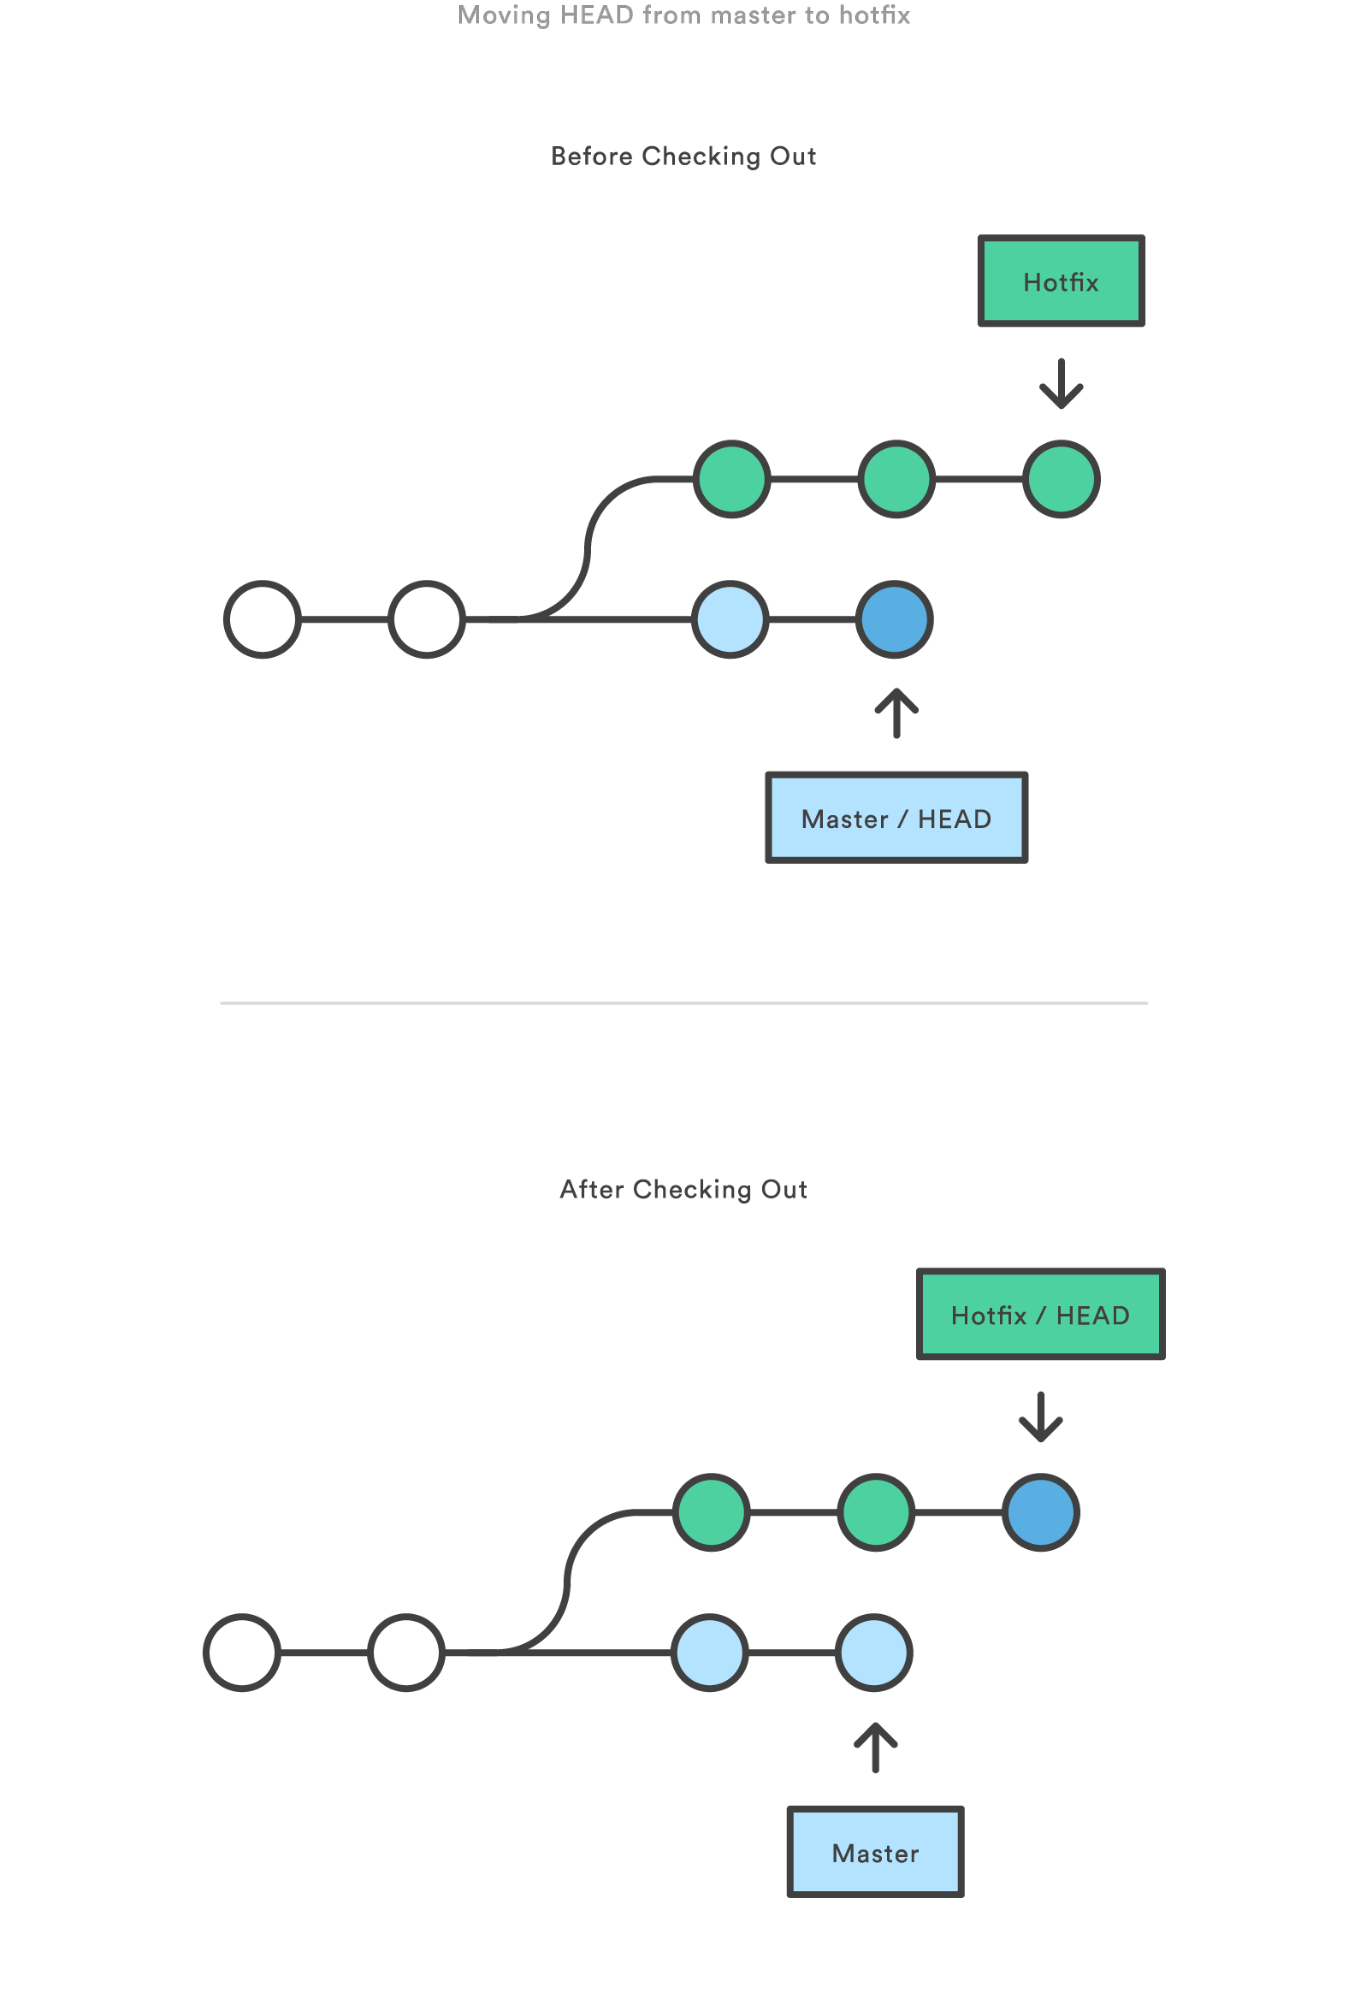 Moving HEAD from master to hotfix
Before Checking Out
Hotfix
Master / HEAD
After Checking Out
Hotfix / HEAD
Master